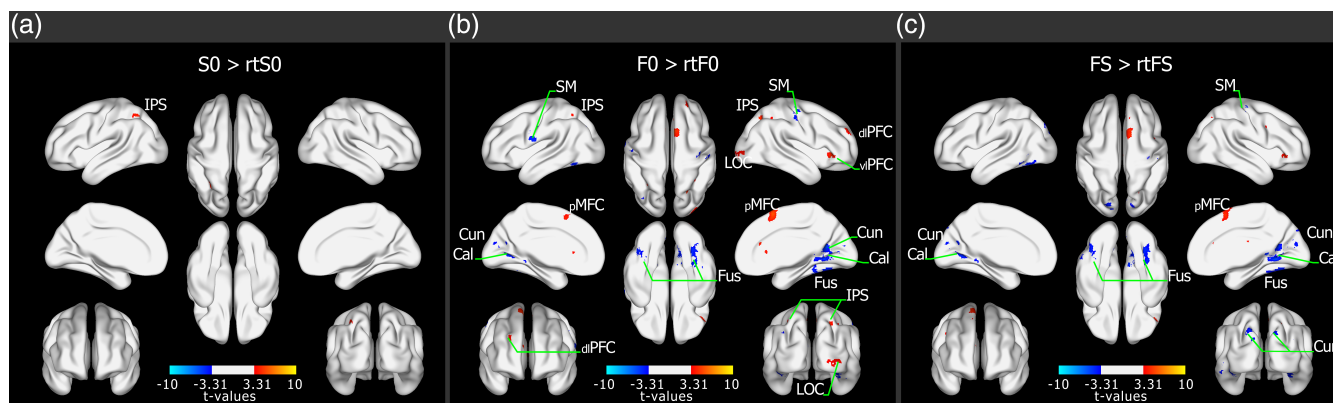 (a)
S0 > rtS0
IPS
-10 -3.31 3.31 10
t-values
(b)
F0 > rtF0
SM
IPS
SM
IPS
dlPFC
LOC
vlPFC
pMFC
Cun
Cal
Cun
Cal
Fus
Fus
IPS
dlPFC
LOC
-10 -3.31 3.31 10
t-values
(c)
FS > rtFS
SM
pMFC
Cun
Cal
Cun
Cal
Fus
Fus
Cun
-10 -3.31 3.31 10
t-values